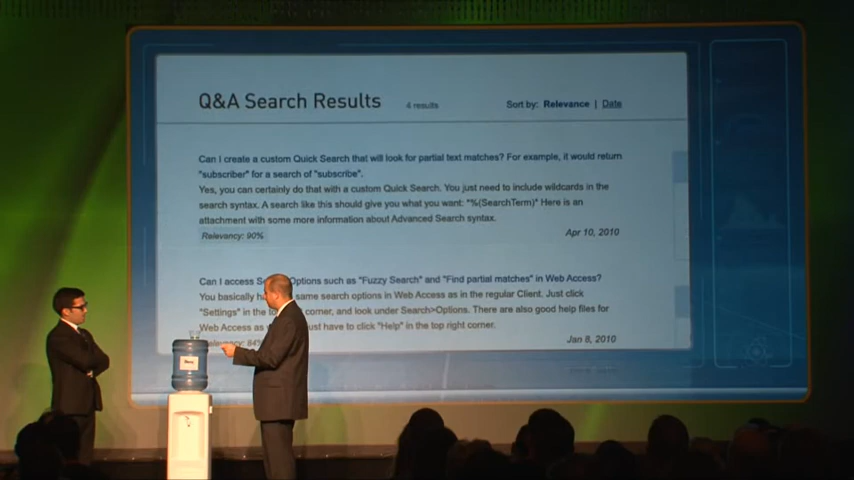 Q&A Search Results
4 results
Sort by: Relevance | Date
Can I create a custom Quick Search that will look for partial text matches? For example, it would return
"subscriber" for a search of "subscribe".
Yes, you can certainly do that with a custom Quick Search. You just need to include wildcards in the
search syntax. A search like this should give you what you want: "%(SearchTerm)" Here is an
attachment with some more information about Advanced Search syntax.
Relevancy: 90%
Apr 10, 2010
Can I access Options such as "Fuzzy Search" and "Find partial matches" in Web Access?
You basically same search options in Web Access as in the regular Client. Just click
"Settings" in the corner, and look under Search>Options. There are also good help files for
Web Access as just have to click "Help" in the top right corner.
Jan 8, 2010